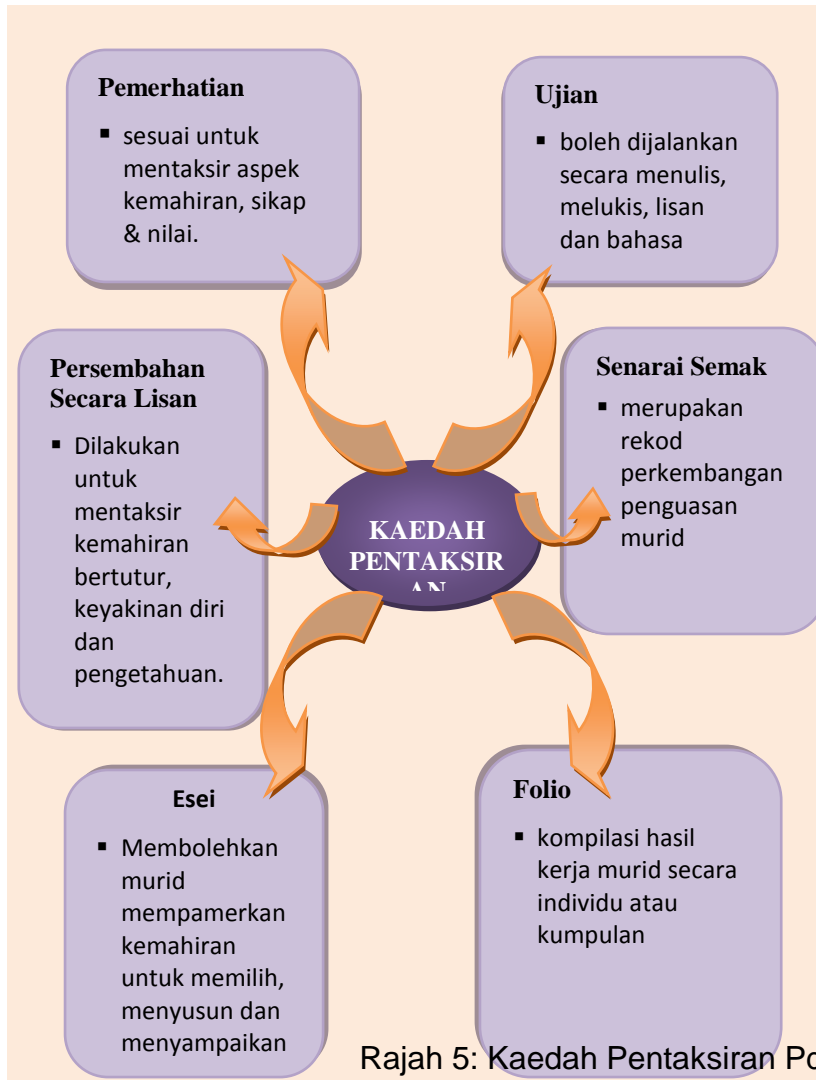 Pemerhatian
▪ sesuai untuk
mentaksir aspek
kemahiran, sikap
& nilai.
Ujian
▪ boleh dijalankan
secara menulis,
melukis, lisan
dan bahasa
Persembahan
Secara Lisan
▪ Dilakukan
untuk
mentaksir
kemahiran
bertutur,
keyakinan diri
dan
pengetahuan.
Senarai Semak
▪ merupakan
rekod
perkembangan
penguasan
murid
KAEDAH
PENTAKSIR
AN
Esei
▪ Membolehkan
murid
mempamerkan
kemahiran
untuk memilih,
menyusun dan
menyampaikan
Folio
▪ kompilasi hasil
kerja murid secara
individu atau
kumpulan
Rajah 5: Kaedah Pentaksiran